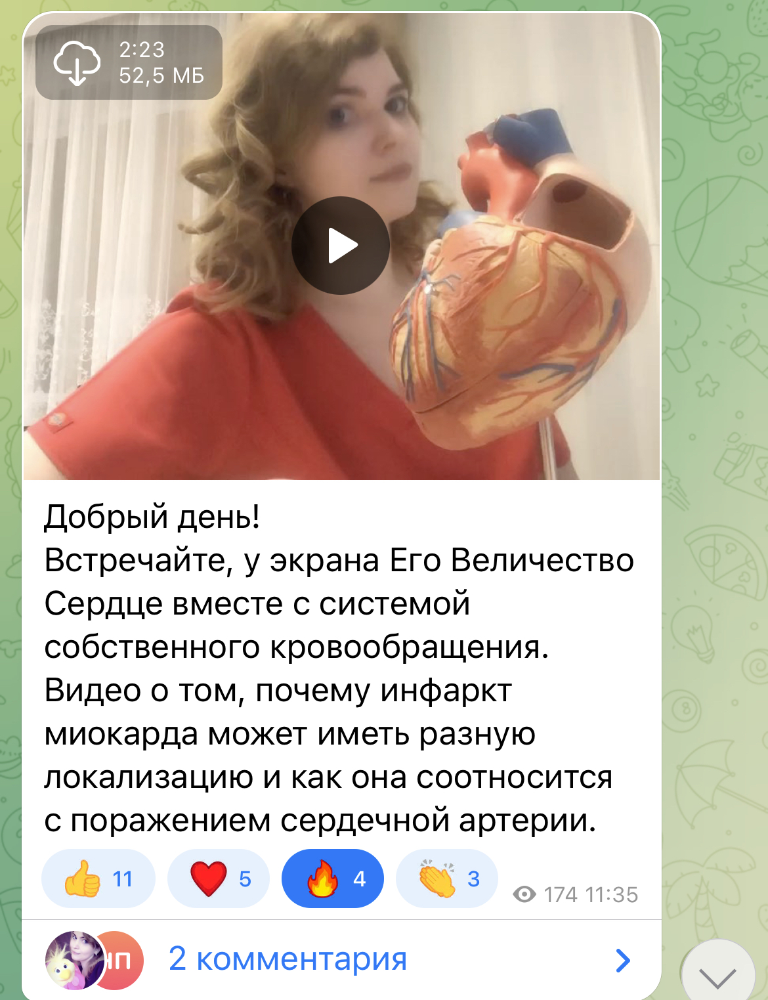 2:23
52,5 МБ
Добрый день!
Встречайте, у экрана Его Величество
Сердце вместе с системой
собственного кровообращения.
Видео о том, почему инфаркт
миокарда может иметь разную
локализацию и как она соотносится
с поражением сердечной артерии.
11 5 4 3 174 11:35
2 комментария